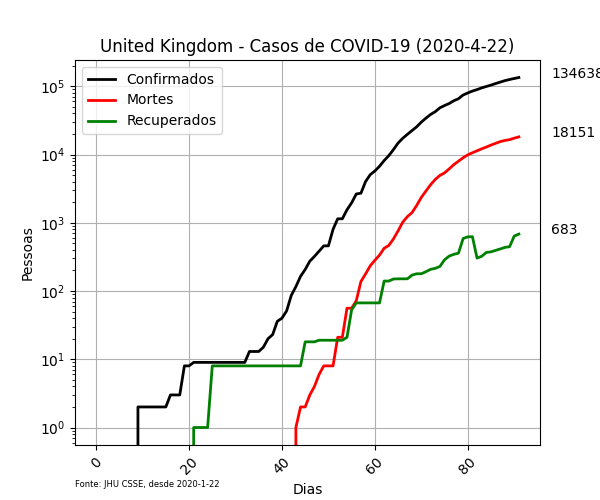 United Kingdom - Casos de COVID-19 (2020-4-22)
Confirmados
Mortes
Recuperados
134638
18151
683
Pessoas
10^5
10^4
10^3
10^2
10^1
10^0
0 20 40 60 80
Dias
Fonte: JHU CSSE, desde 2020-1-22